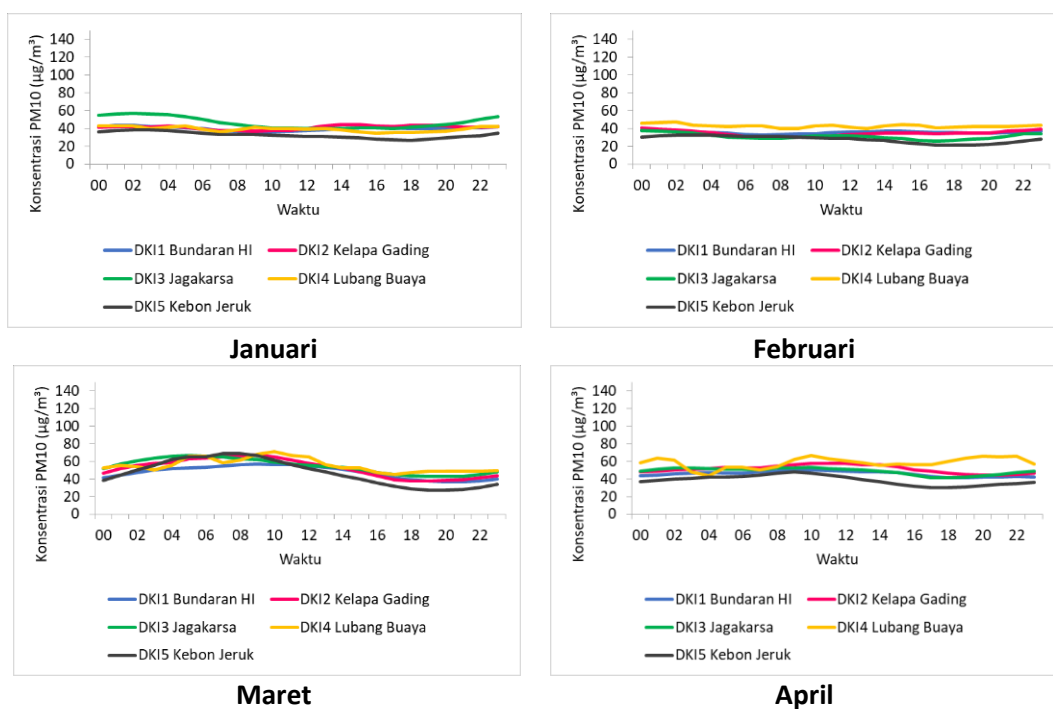 Konsentrasi PM10 (µg/m³)
140
120
100
80
60
40
20
0
00 02 04 06 08 10 12 14 16 18 20 22
Waktu
DKI1 Bundaran HI DKI2 Kelapa Gading
DKI3 Jagakarsa DKI4 Lubang Buaya
DKI5 Kebon Jeruk
Januari
Konsentrasi PM10 (µg/m³)
140
120
100
80
60
40
20
0
00 02 04 06 08 10 12 14 16 18 20 22
Waktu
DKI1 Bundaran HI DKI2 Kelapa Gading
DKI3 Jagakarsa DKI4 Lubang Buaya
DKI5 Kebon Jeruk
Februari
Konsentrasi PM10 (µg/m³)
140
120
100
80
60
40
20
0
00 02 04 06 08 10 12 14 16 18 20 22
Waktu
DKI1 Bundaran HI DKI2 Kelapa Gading
DKI3 Jagakarsa DKI4 Lubang Buaya
DKI5 Kebon Jeruk
Maret
Konsentrasi PM10 (µg/m³)
140
120
100
80
60
40
20
0
00 02 04 06 08 10 12 14 16 18 20 22
Waktu
DKI1 Bundaran HI DKI2 Kelapa Gading
DKI3 Jagakarsa DKI4 Lubang Buaya
DKI5 Kebon Jeruk
April